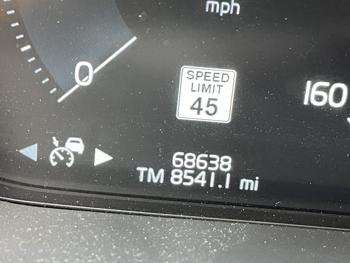 mph
0
SPEED
LIMIT
45
160
68638
TM 8541.1 mi